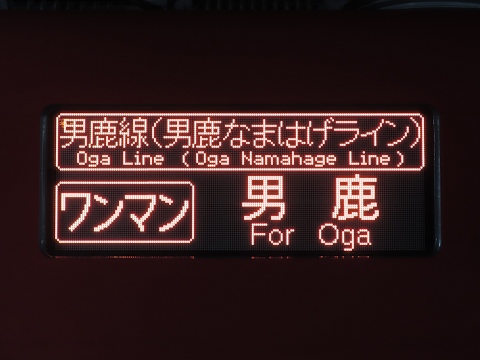 男鹿線(男鹿なまはげライン)
Oga Line (Oga Namahage Line)
ワンマン
男 鹿
For Oga